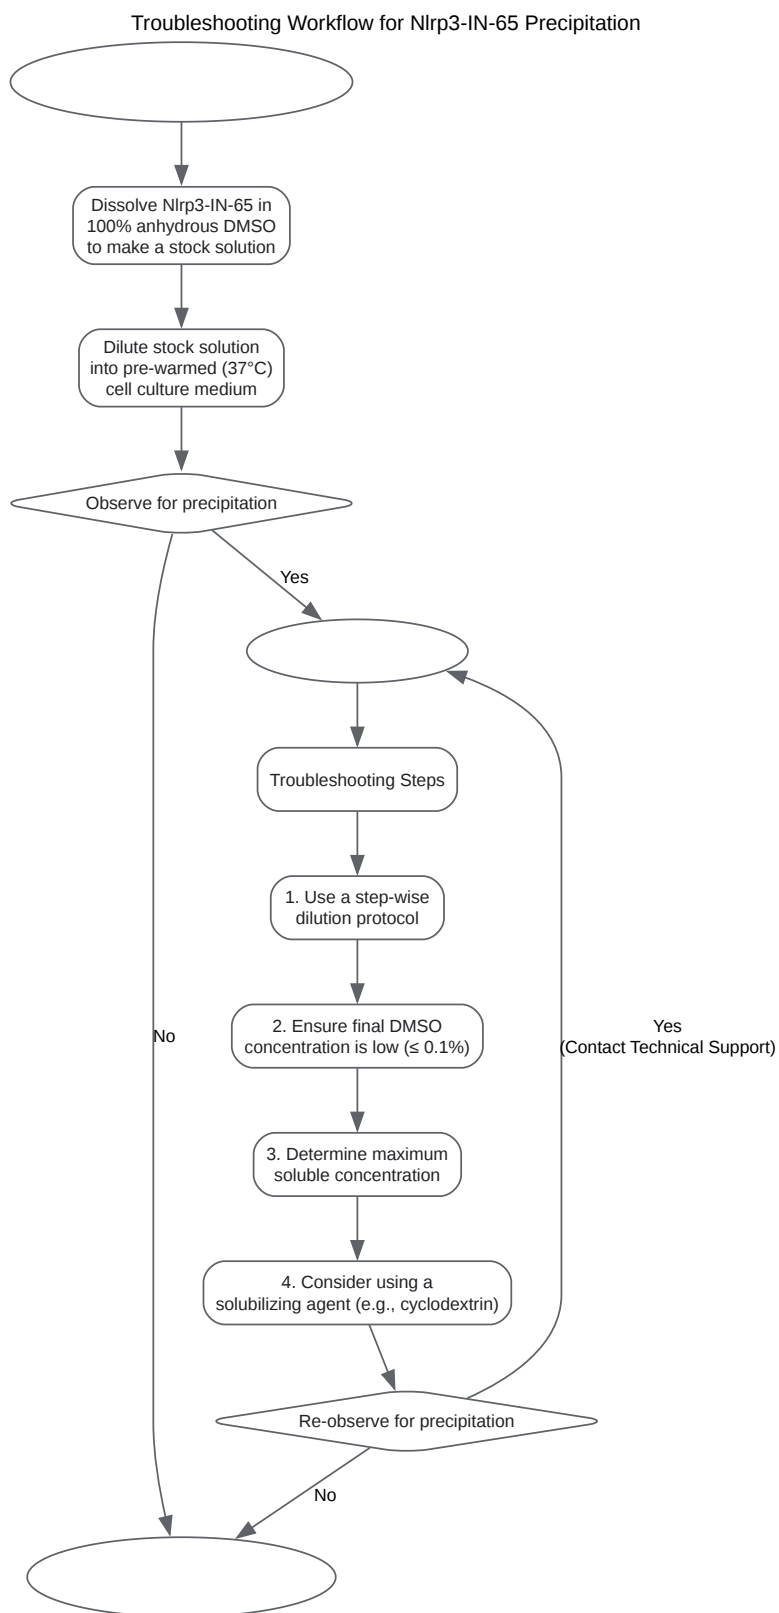 Troubleshooting Workflow for Nlrp3-IN-65 Precipitation
Dissolve Nlrp3-IN-65 in
100% anhydrous DMSO
to make a stock solution
Dilute stock solution
into pre-warmed (37°C)
cell culture medium
Observe for precipitation
Yes
Troubleshooting Steps
1. Use a step-wise
dilution protocol
2. Ensure final DMSO
concentration is low (≤ 0.1%)
No
Yes
(Contact Technical Support)
3. Determine maximum
soluble concentration
4. Consider using a
solubilizing agent (e.g., cyclodextrin)
Re-observe for precipitation
No